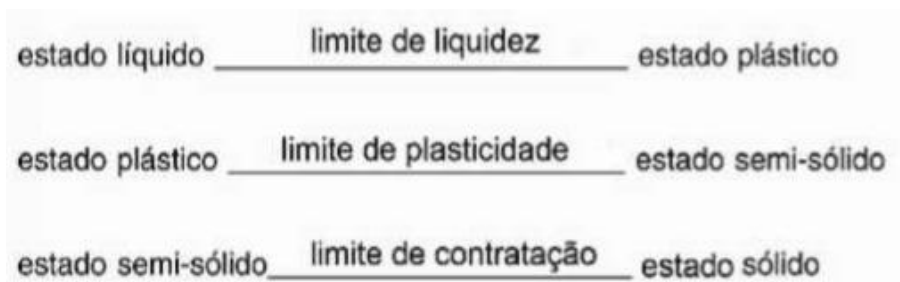 estado líquido limite de liquidez estado plástico
estado plástico limite de plasticidade estado semi-sólido
estado semi-sólido limite de contratação estado sólido